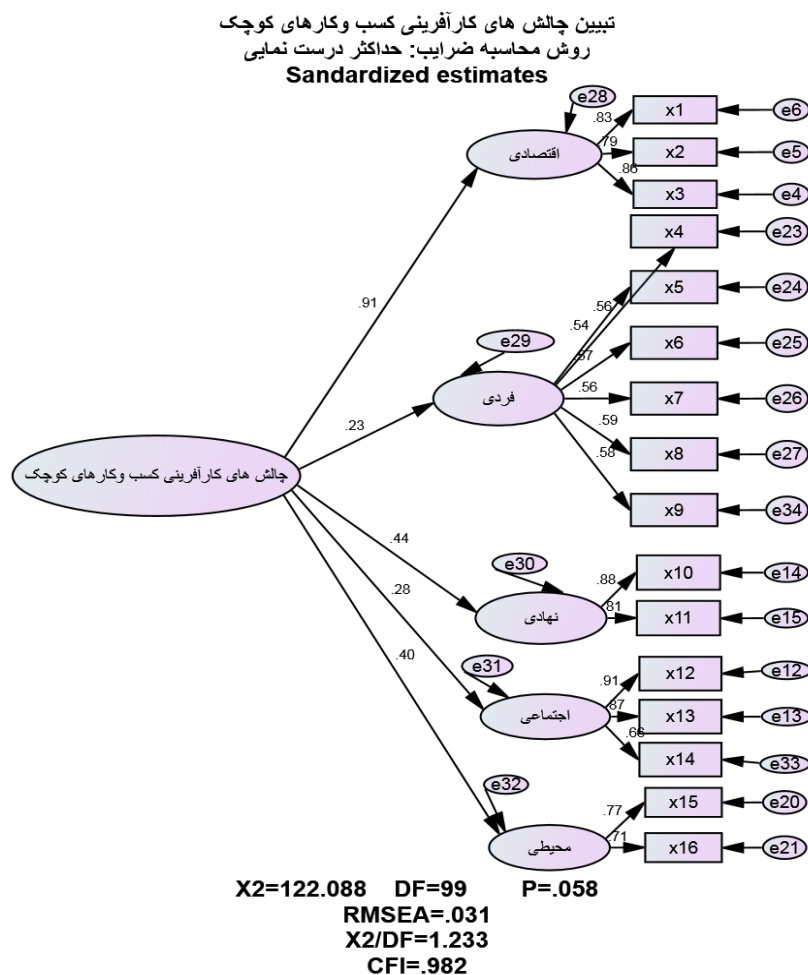 تبیین چالش های کارآفرینی کسب وکارهای کوچک
روش محاسبه ضرایب: حداکثر درست نمایی
Sandardized estimates
e28
.83
x1
e6
اقتصادی
.79
x2
e5
.86
x3
e4
x4
e23
.91
.56
x5
e24
.54
e29
.57
x6
e25
فردی
.56
x7
e26
.23
.59
x8
e27
.58
چالش های کارآفرینی کسب وکارهای کوچک
x9
e34
.44
e30
.88
x10
e14
.28
نهادی
.81
x11
e15
.40
e31
.91
x12
e12
اجتماعی
.87
x13
e13
.66
x14
e33
e32
.77
x15
e20
محیطی
.71
x16
e21
X2=122.088 DF=99 P=.058
RMSEA=.031
X2/DF=1.233
CFI=.982